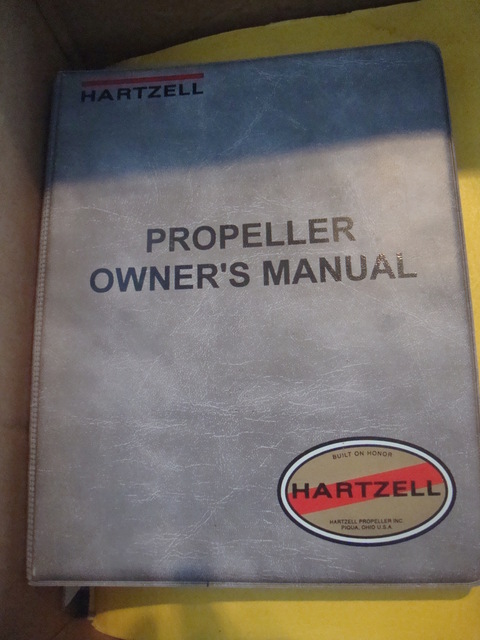 HARTZELL
PROPELLER
OWNER'S MANUAL
BUILT ON HONOR
HARTZELL
HARTZELL PROPELLER INC.
PIQUA, OHIO U.S.A.